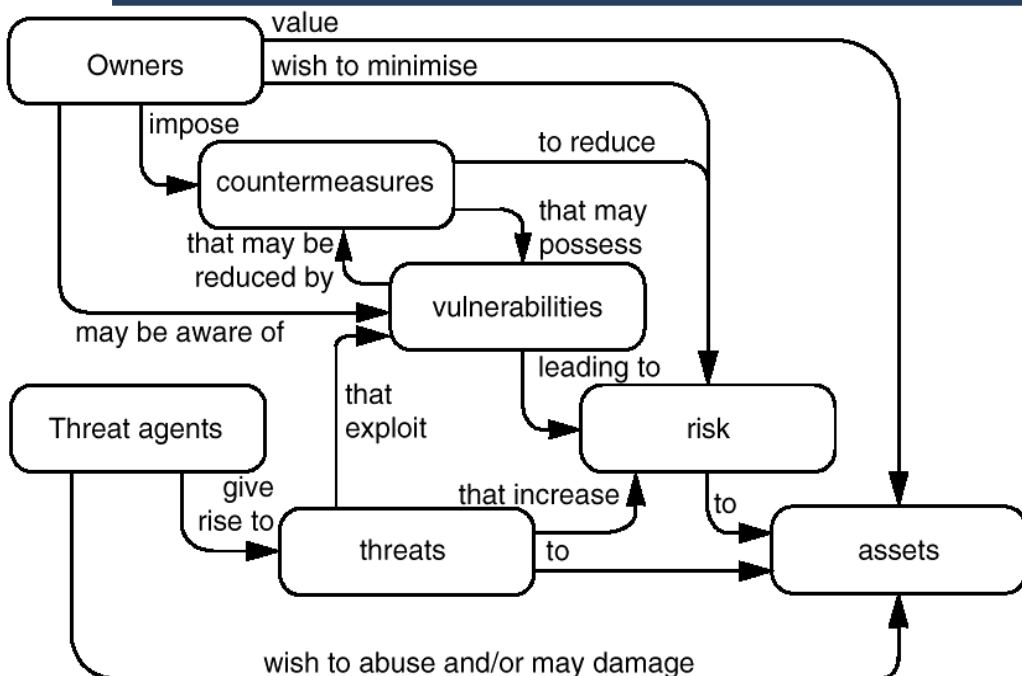 value
Owners
wish to minimise
impose
to reduce
countermeasures
that may
possess
that may be
reduced by
vulnerabilities
may be aware of
leading to
that
exploit
Threat agents
risk
give
rise to
that increase
to
threats
to
assets
wish to abuse and/or may damage